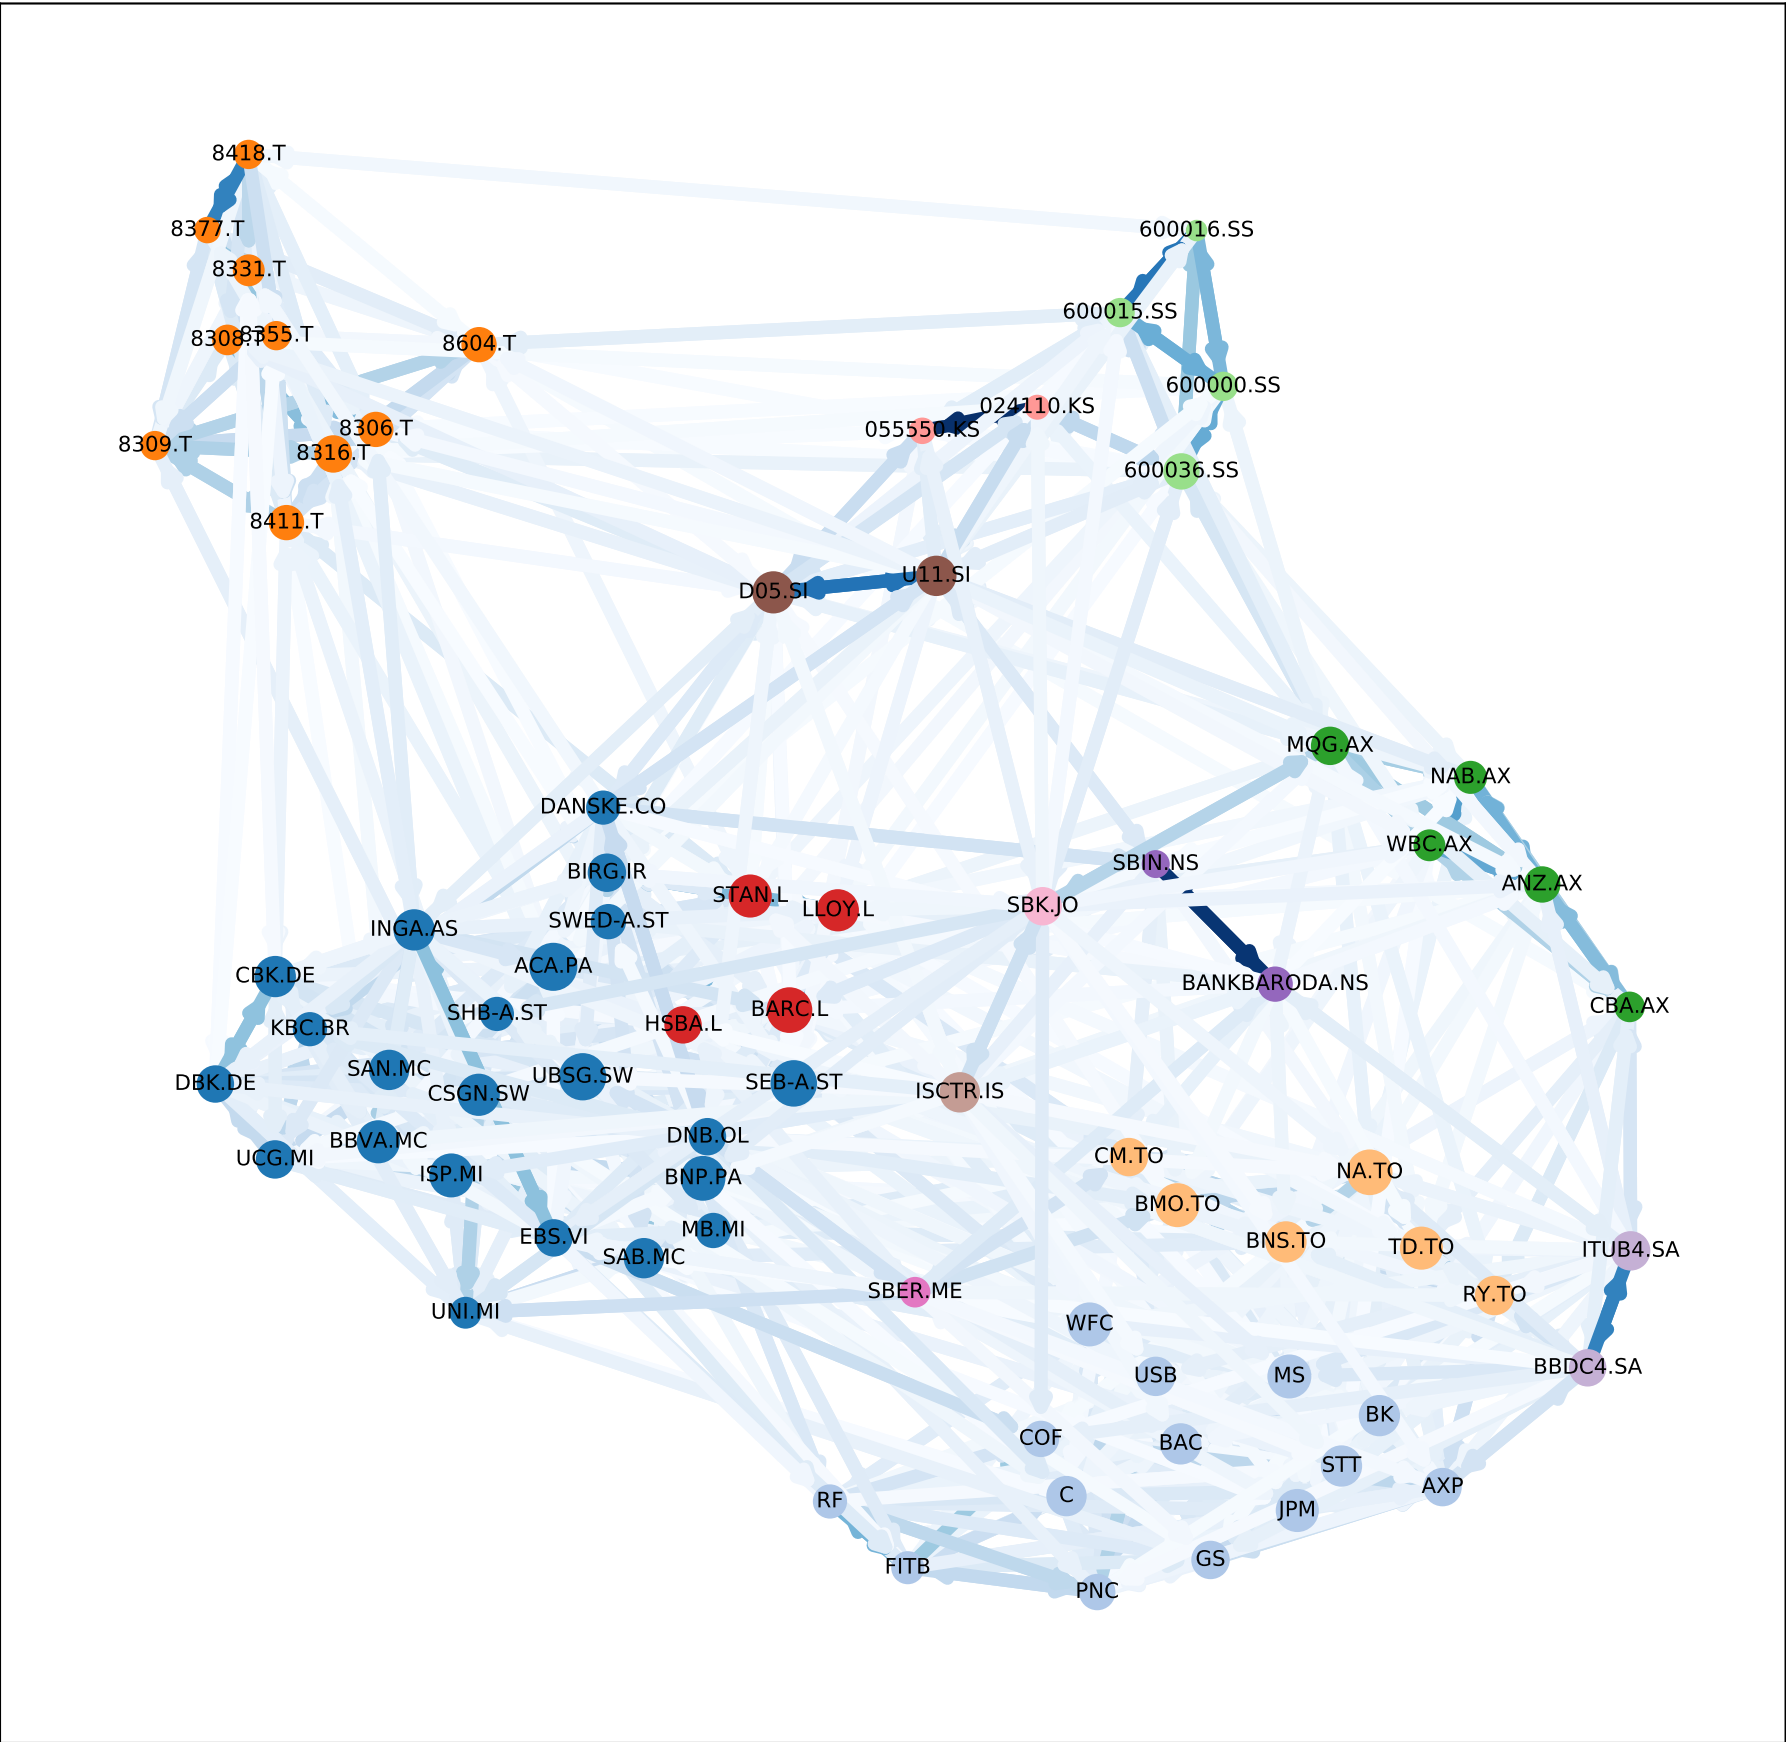 8418.T
8377.T
600016.SS
8331.T
600015.SS
8308.T
8355.T
8604.T
600000.SS
024110.KS
8306.T
055550.KS
8309.T
8316.T
600036.SS
8411.T
D05.SI
U11.SI
MQG.AX
NAB.AX
DANSKE.CO
WBC.AX
SBIN.NS
BIRG.IR
ANZ.AX
STAN.L
LLOY.L
SBK.JO
SWED-A.ST
INGA.AS
ACA.PA
CBK.DE
BANKBARODA.NS
CBA.AX
SHB-A.ST
BARC.L
KBC.BR
HSBA.L
SAN.MC
UBSG.SW
DBK.DE
SEB-A.ST
CSGN.SW
ISCTR.IS
DNB.OL
BBVA.MC
UCG.MI
CM.TO
ISP.MI
BNP.PA
NA.TO
BMO.TO
MB.MI
EBS.VI
BNS.TO
TD.TO
ITUB4.SA
SAB.MC
SBER.ME
RY.TO
UNI.MI
WFC
BBDC4.SA
USB
MS
BK
COF
BAC
STT
AXP
RF
C
JPM
GS
FITB
PNC